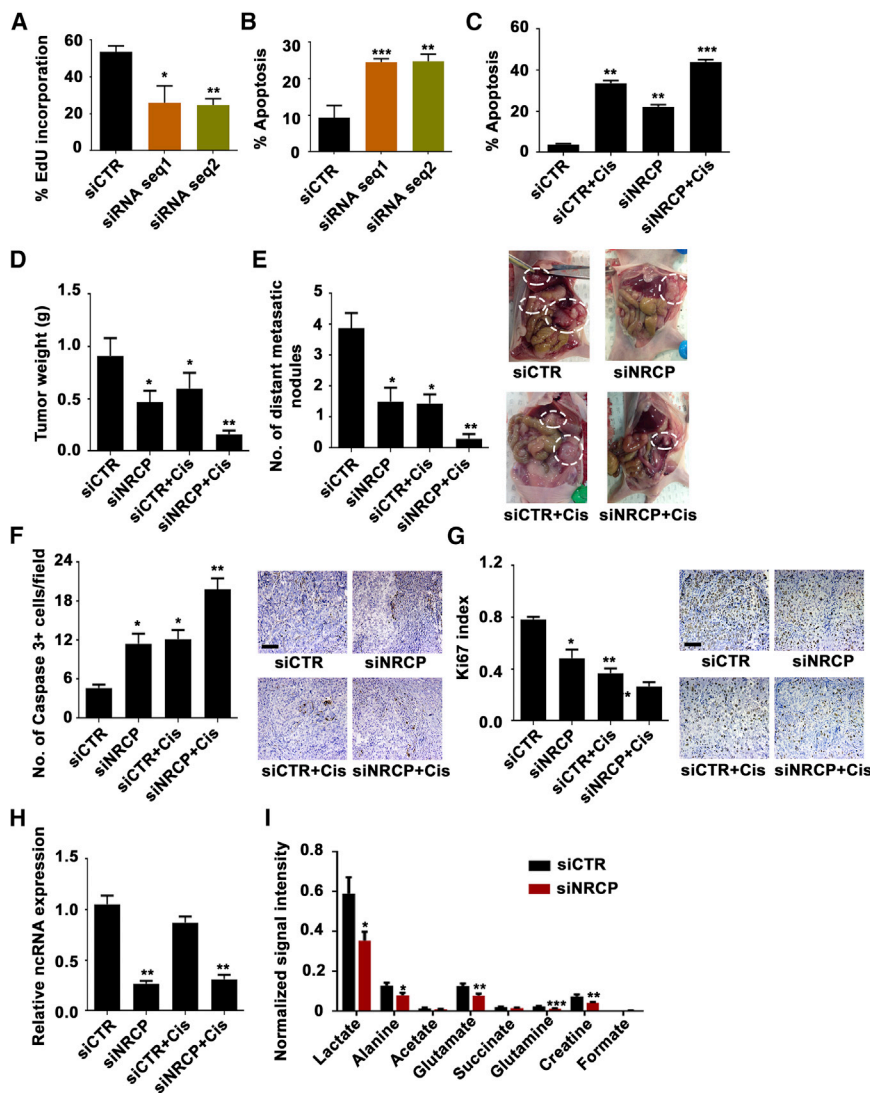 A
% EdU incorporation
60
40
20
0
*
**
siCTR
siRNA seq1
siRNA seq2
B
% Apoptosis
30
20
10
0
***
**
siCTR
siRNA seq1
siRNA seq2
C
% Apoptosis
60
40
20
0
**
**
***
siCTR
siCTR+Cis
siNRCP
siNRCP+Cis
D
Tumor weight (g)
1.5
1.0
0.5
0.0
*
*
**
siCTR
siNRCP
siCTR+Cis
siNRCP+Cis
E
No. of distant metasatic
nodules
5
4
3
2
1
0
*
*
**
siCTR
siNRCP
siCTR+Cis
siNRCP+Cis
siCTR
siNRCP
siCTR+Cis
siNRCP+Cis
F
No. of Caspase 3+ cells/field
24
18
12
6
0
*
*
**
siCTR
siNRCP
siCTR+Cis
siNRCP+Cis
siCTR
siNRCP
siCTR+Cis
siNRCP+Cis
G
Ki67 index
1.2
0.8
0.4
0.0
*
**
*
siCTR
siNRCP
siCTR+Cis
siNRCP+Cis
siCTR
siNRCP
siCTR+Cis
siNRCP+Cis
H
Relative ncRNA expression
1.5
1.0
0.5
0.0
**
**
siCTR
siNRCP
siCTR+Cis
siNRCP+Cis
I
Normalized signal intensity
0.8
0.6
0.4
0.2
0
siCTR
siNRCP
*
*
**
***
**
Lactate
Alanine
Acetate
Glutamate
Succinate
Glutamine
Creatine
Formate